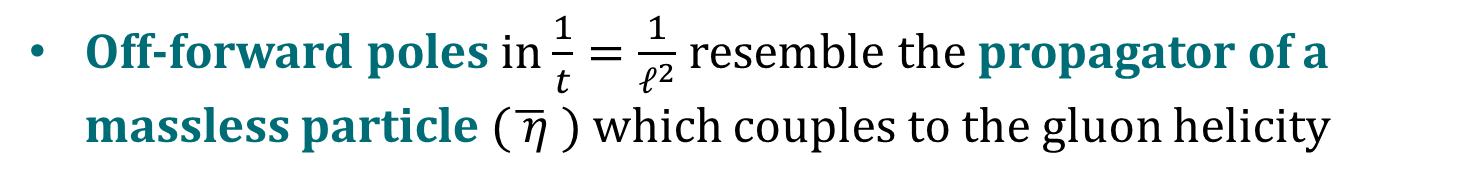 • Off-forward poles in 1/t = 1/ℓ² resemble the propagator of a
massless particle ( η̅ ) which couples to the gluon helicity